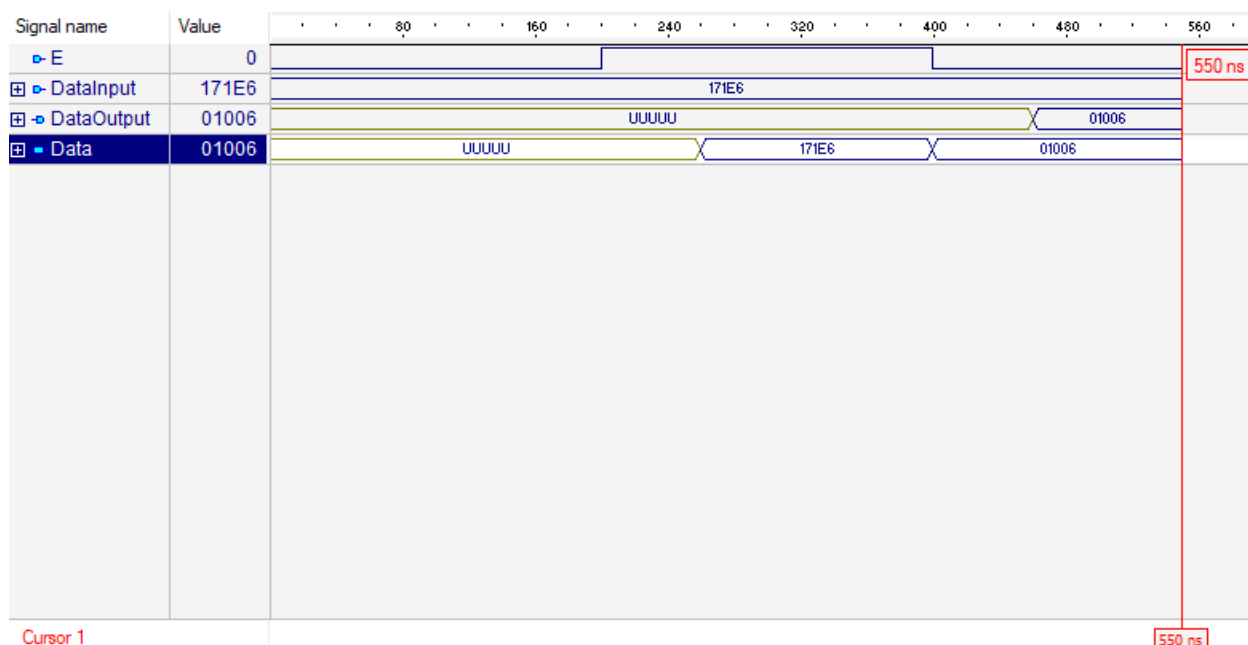 Signal name Value 80 160 240 320 400 480 560
E 0 550 ns
DataInput 171E6 171E6
DataOutput 01006 UUUUU 01006
Data 01006 UUUUU 171E6 01006
Cursor 1 550 ns